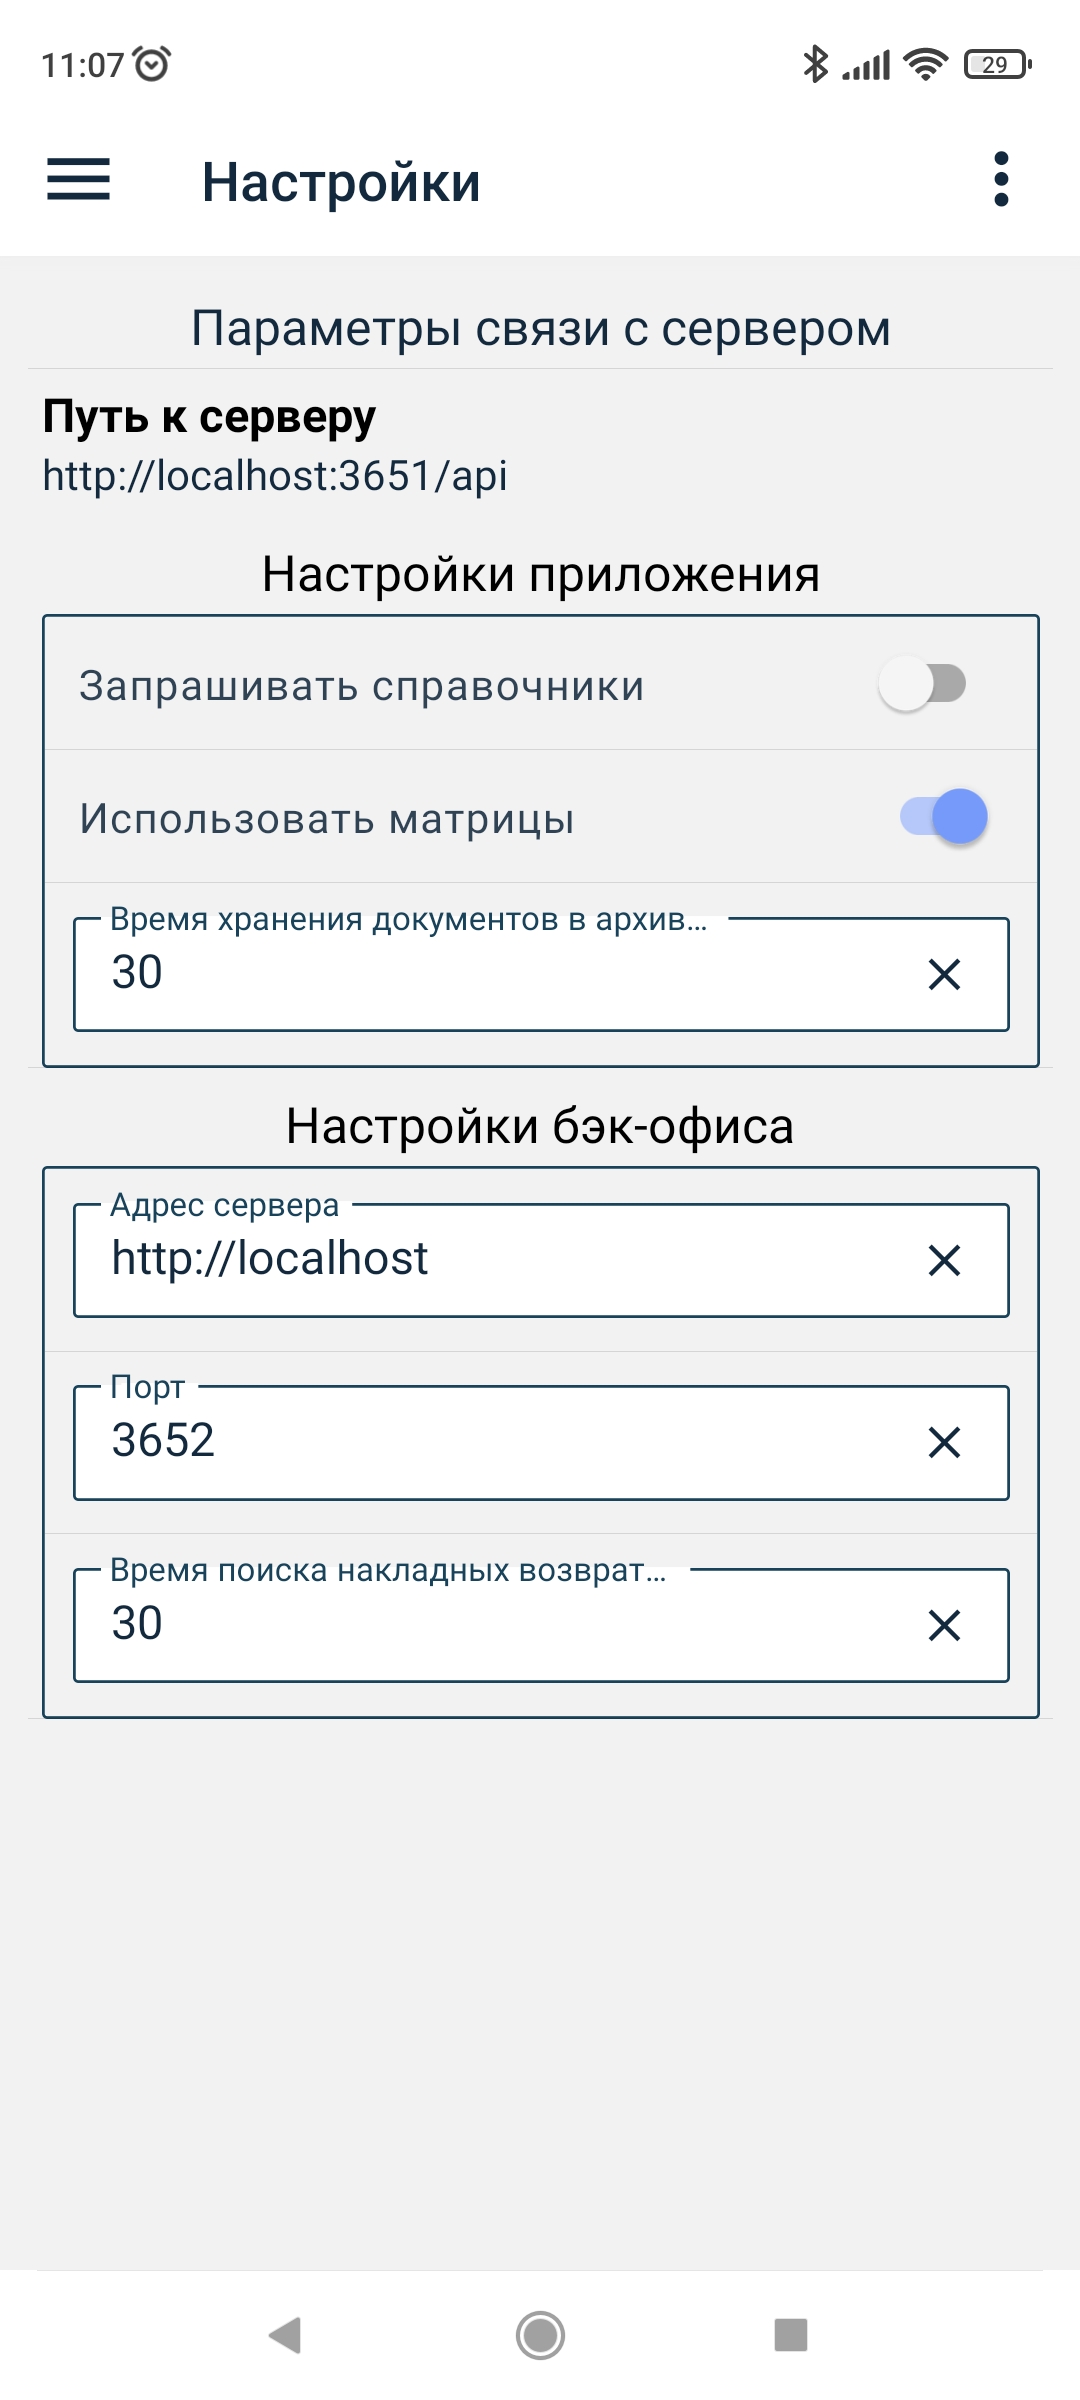 11:07
29
Настройки
Параметры связи с сервером
Путь к серверу
http://localhost:3651/api
Настройки приложения
Запрашивать справочники
Использовать матрицы
Время хранения документов в архив...
30
Настройки бэк-офиса
Адрес сервера
http://localhost
Порт
3652
Время поиска накладных возврат...
30